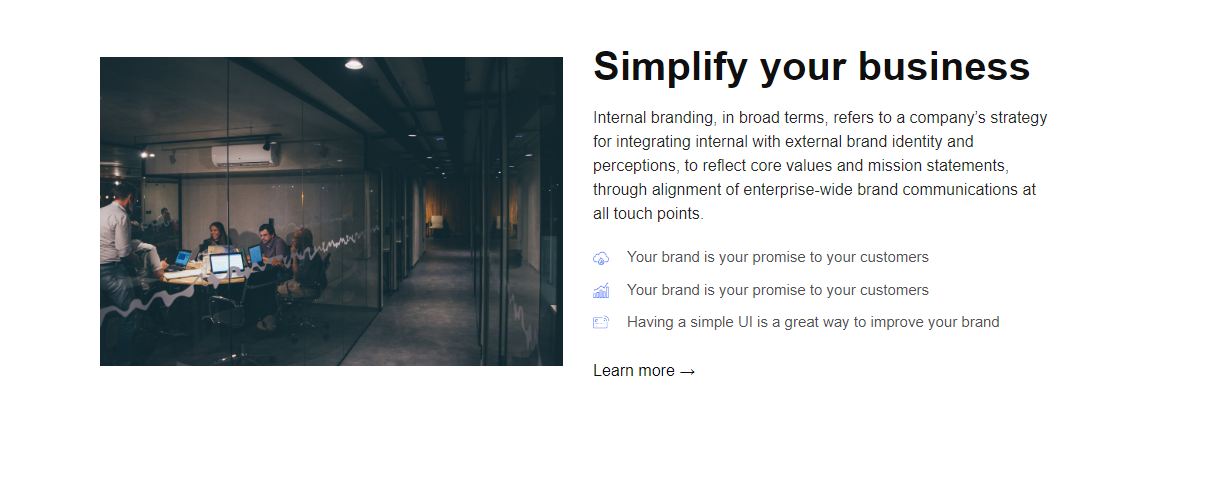 Simplify your business
Internal branding, in broad terms, refers to a company’s strategy
for integrating internal with external brand identity and
perceptions, to reflect core values and mission statements,
through alignment of enterprise-wide brand communications at
all touch points.
Your brand is your promise to your customers
Your brand is your promise to your customers
Having a simple UI is a great way to improve your brand
Learn more →